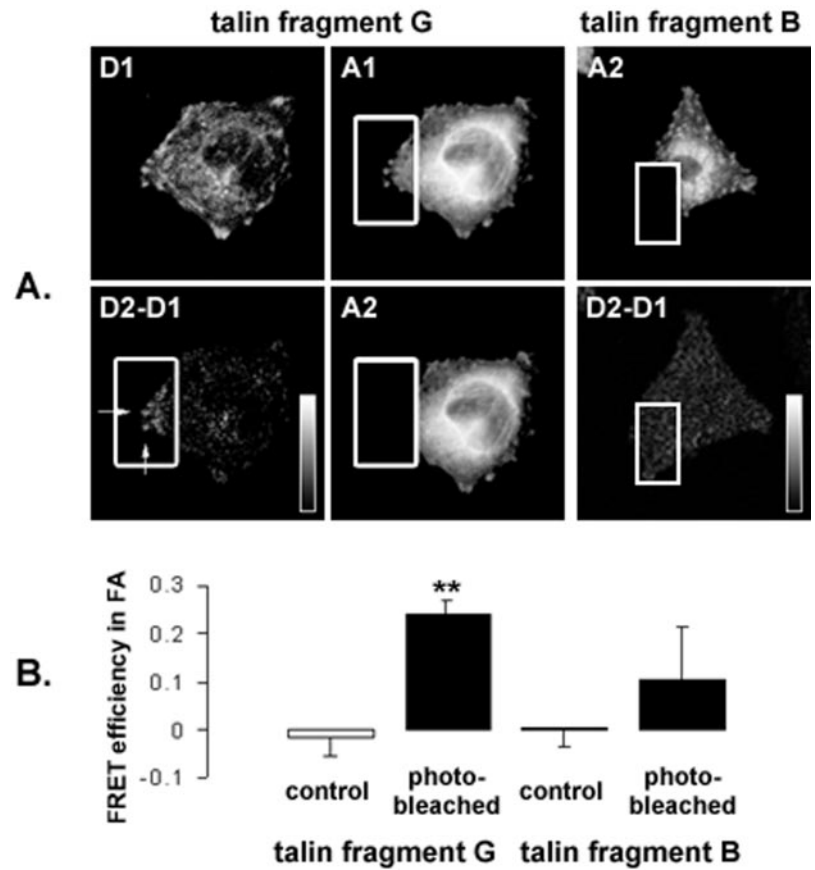 talin fragment G talin fragment B
A.
D1 A1 A2
D2-D1 A2 D2-D1
B.
FRET efficiency in FA
0.3
0.2
0.1
0
-0.1
**
control photo- control photo-
bleached bleached
talin fragment G talin fragment B